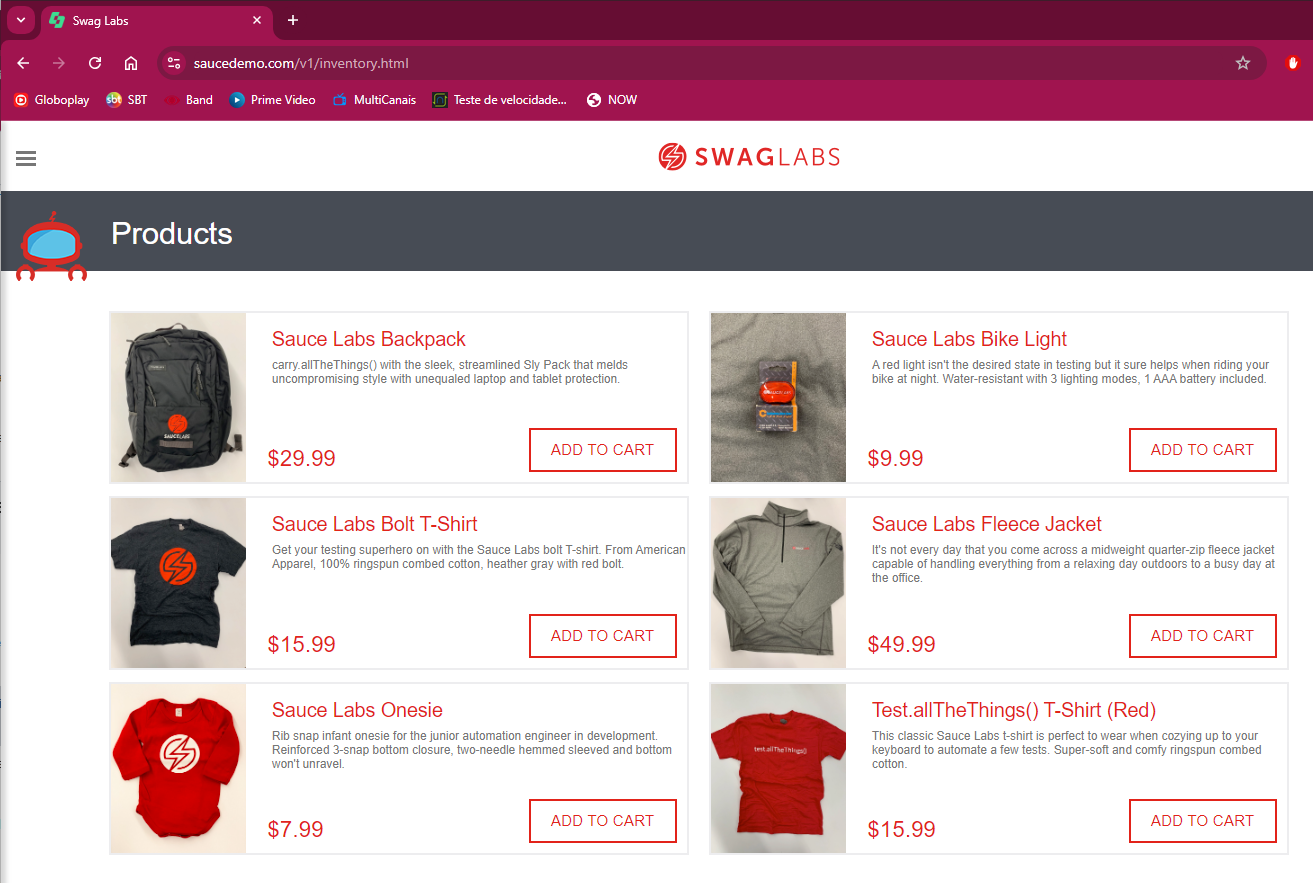 Swag Labs
saucedemo.com/v1/inventory.html
Globoplay
sbt SBT
Band
Prime Video
MultiCanais
Teste de velocidade...
NOW
SWAGLABS
Products
Sauce Labs Backpack
carry.allTheThings() with the sleek, streamlined Sly Pack that melds
uncompromising style with unequaled laptop and tablet protection.
$29.99
ADD TO CART
SAUCELABS
Sauce Labs Bike Light
A red light isn't the desired state in testing but it sure helps when riding your
bike at night. Water-resistant with 3 lighting modes, 1 AAA battery included.
$9.99
ADD TO CART
Sauce Labs Bolt T-Shirt
Get your testing superhero on with the Sauce Labs bolt T-shirt. From American
Apparel, 100% ringspun combed cotton, heather gray with red bolt.
$15.99
ADD TO CART
Sauce Labs Fleece Jacket
It's not every day that you come across a midweight quarter-zip fleece jacket
capable of handling everything from a relaxing day outdoors to a busy day at
the office.
$49.99
ADD TO CART
Sauce Labs Onesie
Rib snap infant onesie for the junior automation engineer in development.
Reinforced 3-snap bottom closure, two-needle hemmed sleeved and bottom
won't unravel.
$7.99
ADD TO CART
Test.allTheThings() T-Shirt (Red)
This classic Sauce Labs t-shirt is perfect to wear when cozying up to your
keyboard to automate a few tests. Super-soft and comfy ringspun combed
cotton.
test.allTheThings()
$15.99
ADD TO CART